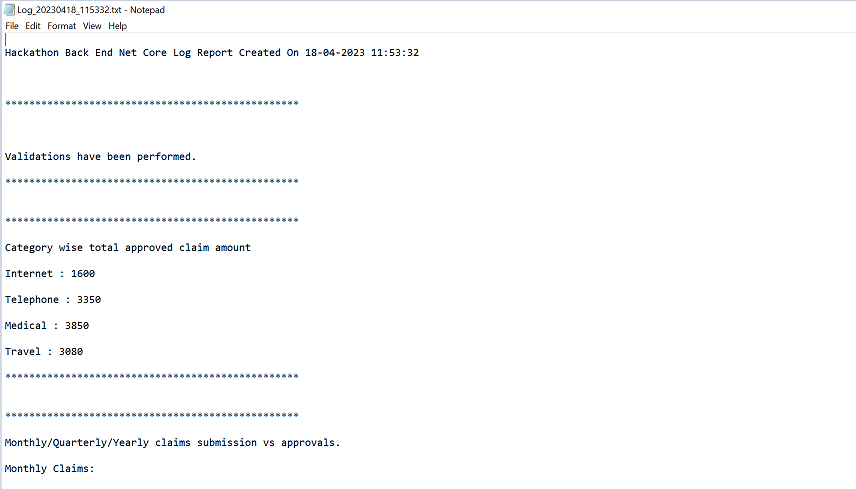 Log_20230418_115332.txt - Notepad
File Edit Format View Help
Hackathon Back End Net Core Log Report Created On 18-04-2023 11:53:32
*************************************************
Validations have been performed.
*************************************************
*************************************************
Category wise total approved claim amount
Internet : 1600
Telephone : 3350
Medical : 3850
Travel : 3080
*************************************************
*************************************************
Monthly/Quarterly/Yearly claims submission vs approvals.
Monthly Claims: